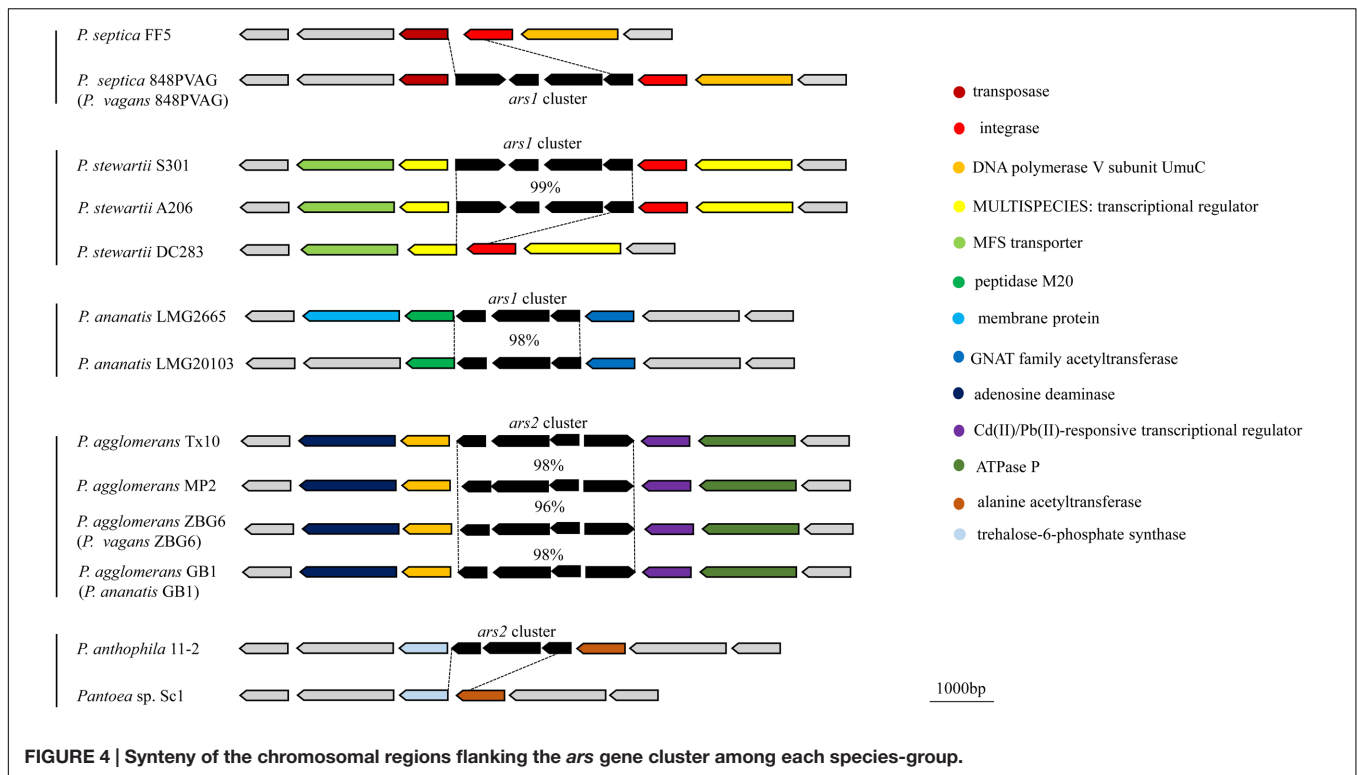 P. septica FF5
P. septica 848PVAG
(P. vagans 848PVAG)
ars1 cluster
ars1 cluster
P. stewartii S301
99%
P. stewartii A206
P. stewartii DC283
ars1 cluster
P. ananatis LMG2665
98%
P. ananatis LMG20103
ars2 cluster
P. agglomerans Tx10
98%
P. agglomerans MP2
96%
P. agglomerans ZBG6
(P. vagans ZBG6)
98%
P. agglomerans GB1
(P. ananatis GB1)
ars2 cluster
P. anthophila 11-2
Pantoea sp. Sc1
transposase
integrase
DNA polymerase V subunit UmuC
MULTISPECIES: transcriptional regulator
MFS transporter
peptidase M20
membrane protein
GNAT family acetyltransferase
adenosine deaminase
Cd(II)/Pb(II)-responsive transcriptional regulator
ATPase P
alanine acetyltransferase
trehalose-6-phosphate synthase
1000bp
FIGURE 4 | Synteny of the chromosomal regions flanking the ars gene cluster among each species-group.